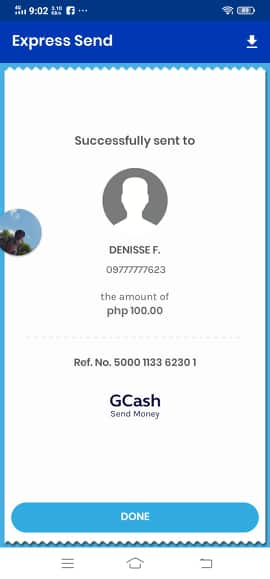 9:02
Express Send
Successfully sent to
DENISSE F.
09777777623
the amount of
php 100.00
Ref. No. 5000 1133 6230 1
GCash
Send Money
DONE